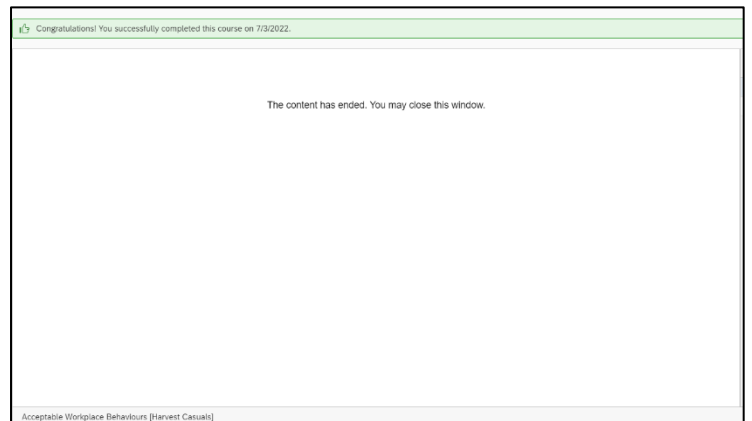 Congratulations! You successfully completed this course on 7/3/2022.
The content has ended. You may close this window.
Acceptable Workplace Behaviours [Harvest Casuals]